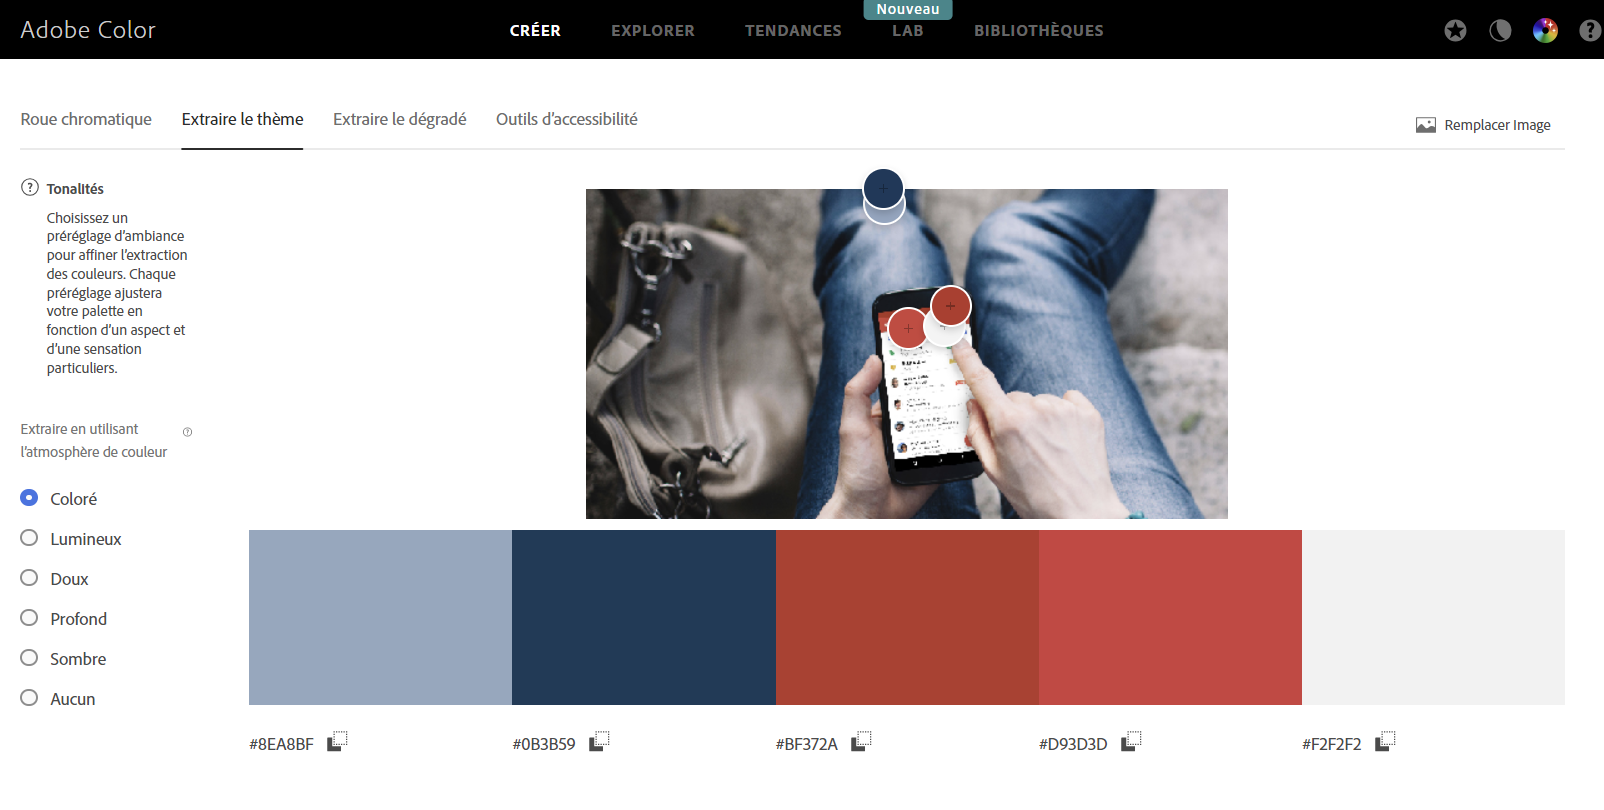 Adobe Color
CRÉER
EXPLORER
TENDANCES
Nouveau
LAB
BIBLIOTHÈQUES
Roue chromatique
Extraire le thème
Extraire le dégradé
Outils d’accessibilité
Remplacer Image
Tonalités
Choisissez un
préréglage d’ambiance
pour affiner l’extraction
des couleurs. Chaque
préréglage ajustera
votre palette en
fonction d’un aspect et
d’une sensation
particuliers.
Extraire en utilisant
l’atmosphère de couleur
Coloré
Lumineux
Doux
Profond
Sombre
Aucun
#8EA8BF
#0B3B59
#BF372A
#D93D3D
#F2F2F2